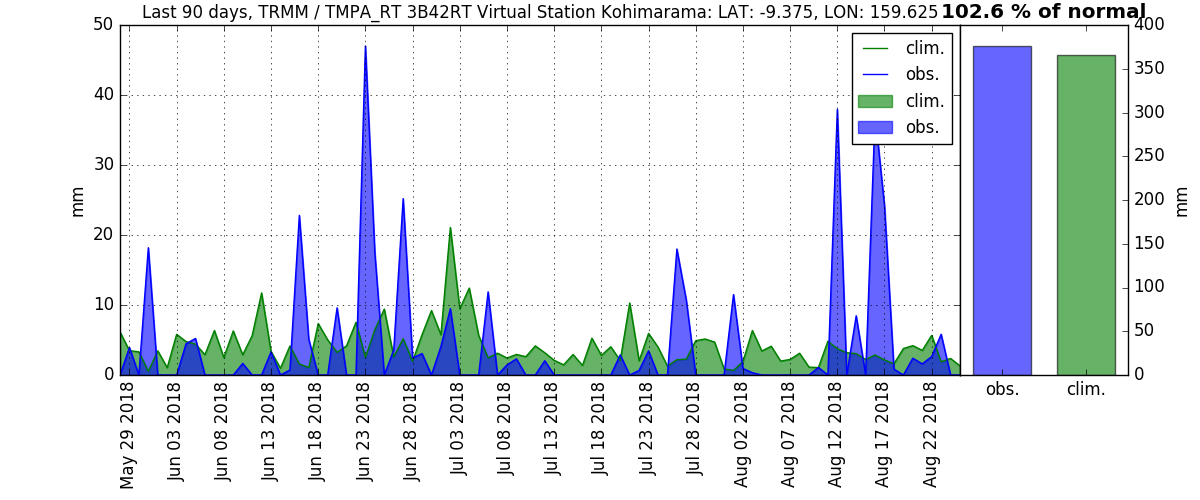 Last 90 days, TRMM / TMPA_RT 3B42RT Virtual Station Kohimarama: LAT: -9.375, LON: 159.625
102.6 % of normal
50
40
30
20
10
0
mm
clim.
obs.
clim.
obs.
400
350
300
250
200
150
100
50
0
mm
May 29 2018
Jun 03 2018
Jun 08 2018
Jun 13 2018
Jun 18 2018
Jun 23 2018
Jun 28 2018
Jul 03 2018
Jul 08 2018
Jul 13 2018
Jul 18 2018
Jul 23 2018
Jul 28 2018
Aug 02 2018
Aug 07 2018
Aug 12 2018
Aug 17 2018
Aug 22 2018
obs.
clim.